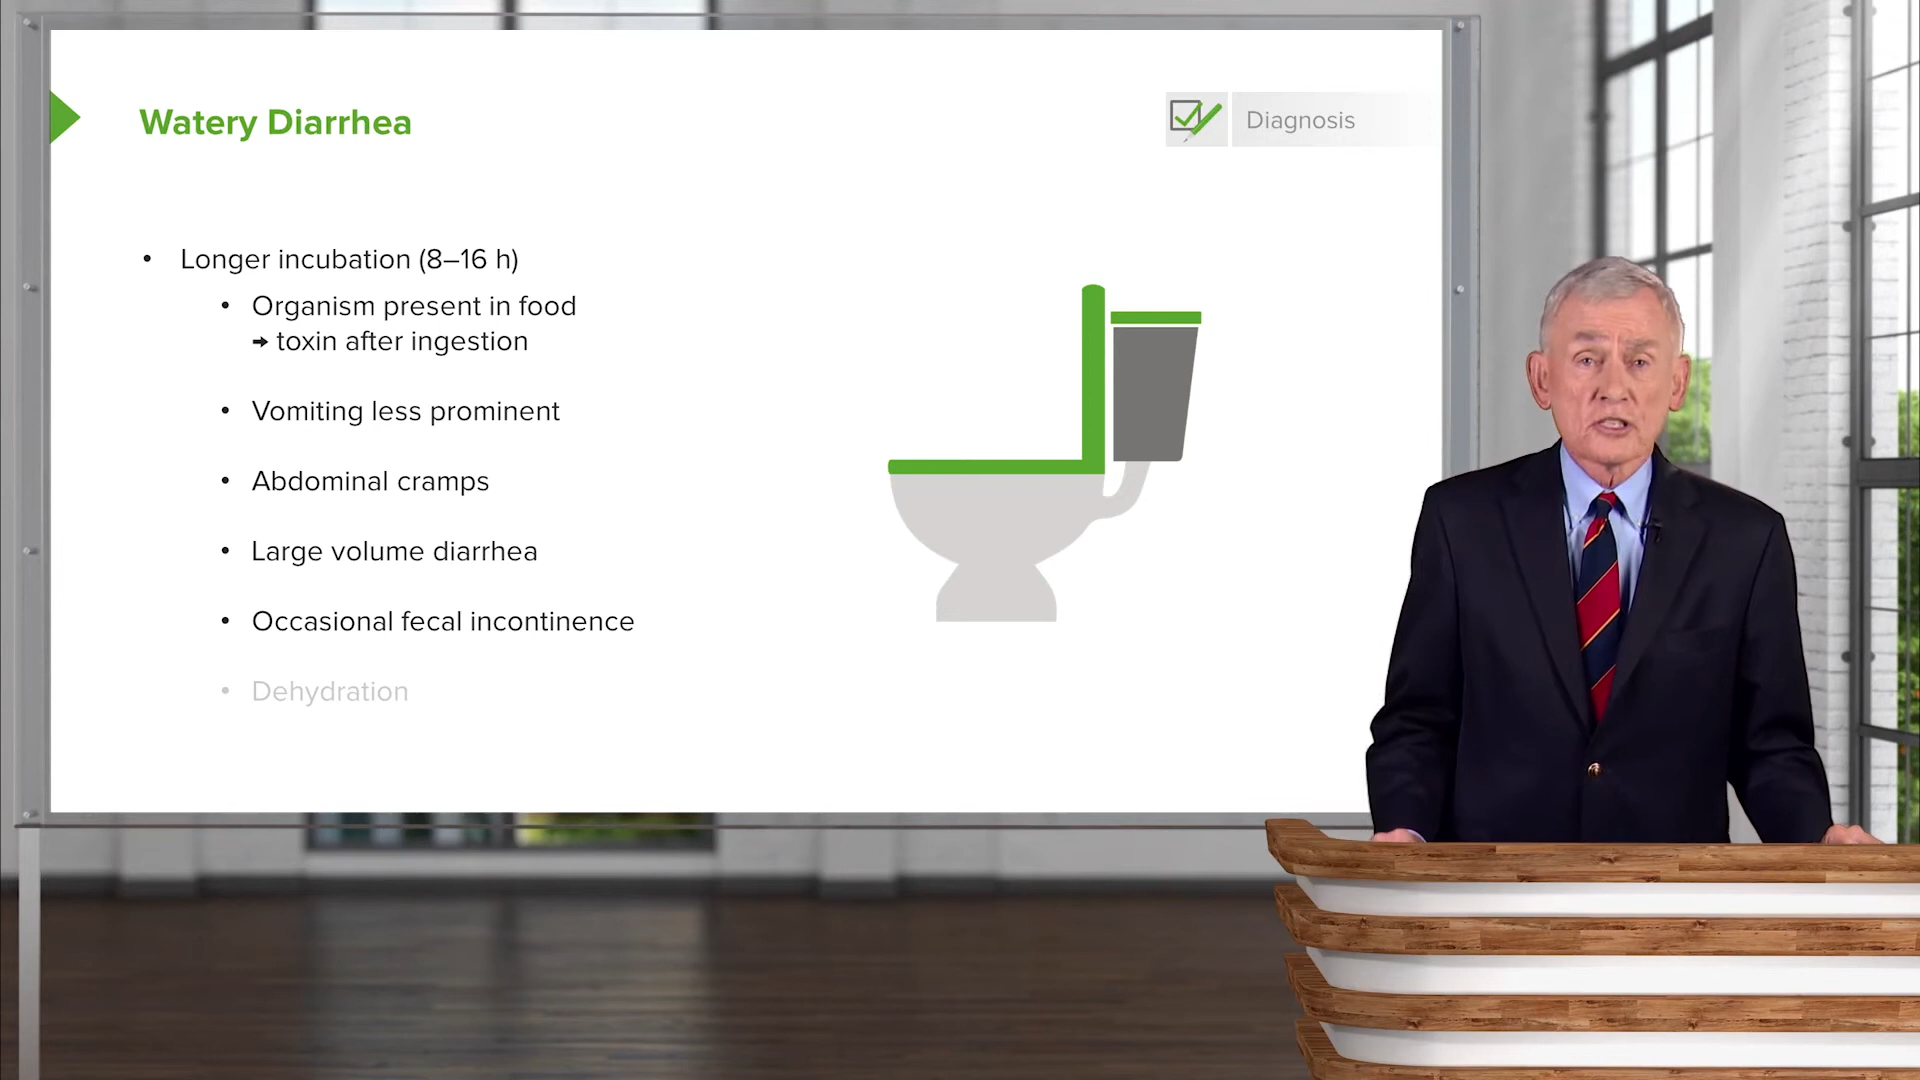 Watery Diarrhea
Diagnosis
• Longer incubation (8–16 h)
• Organism present in food
➞ toxin after ingestion
• Vomiting less prominent
• Abdominal cramps
• Large volume diarrhea
• Occasional fecal incontinence
• Dehydration